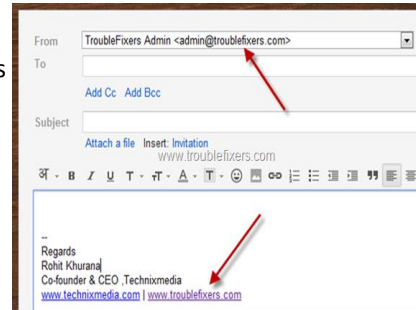 s
From TroubleFixers Admin <admin@troublefixers.com>
To
Add Cc Add Bcc
Subject
Attach a file Insert: Invitation
www.troublefixers.com
अ B I U T TT A T
--
Regards
Rohit Khurana
Co-founder & CEO ,Technixmedia
www.technixmedia.com | www.troublefixers.com